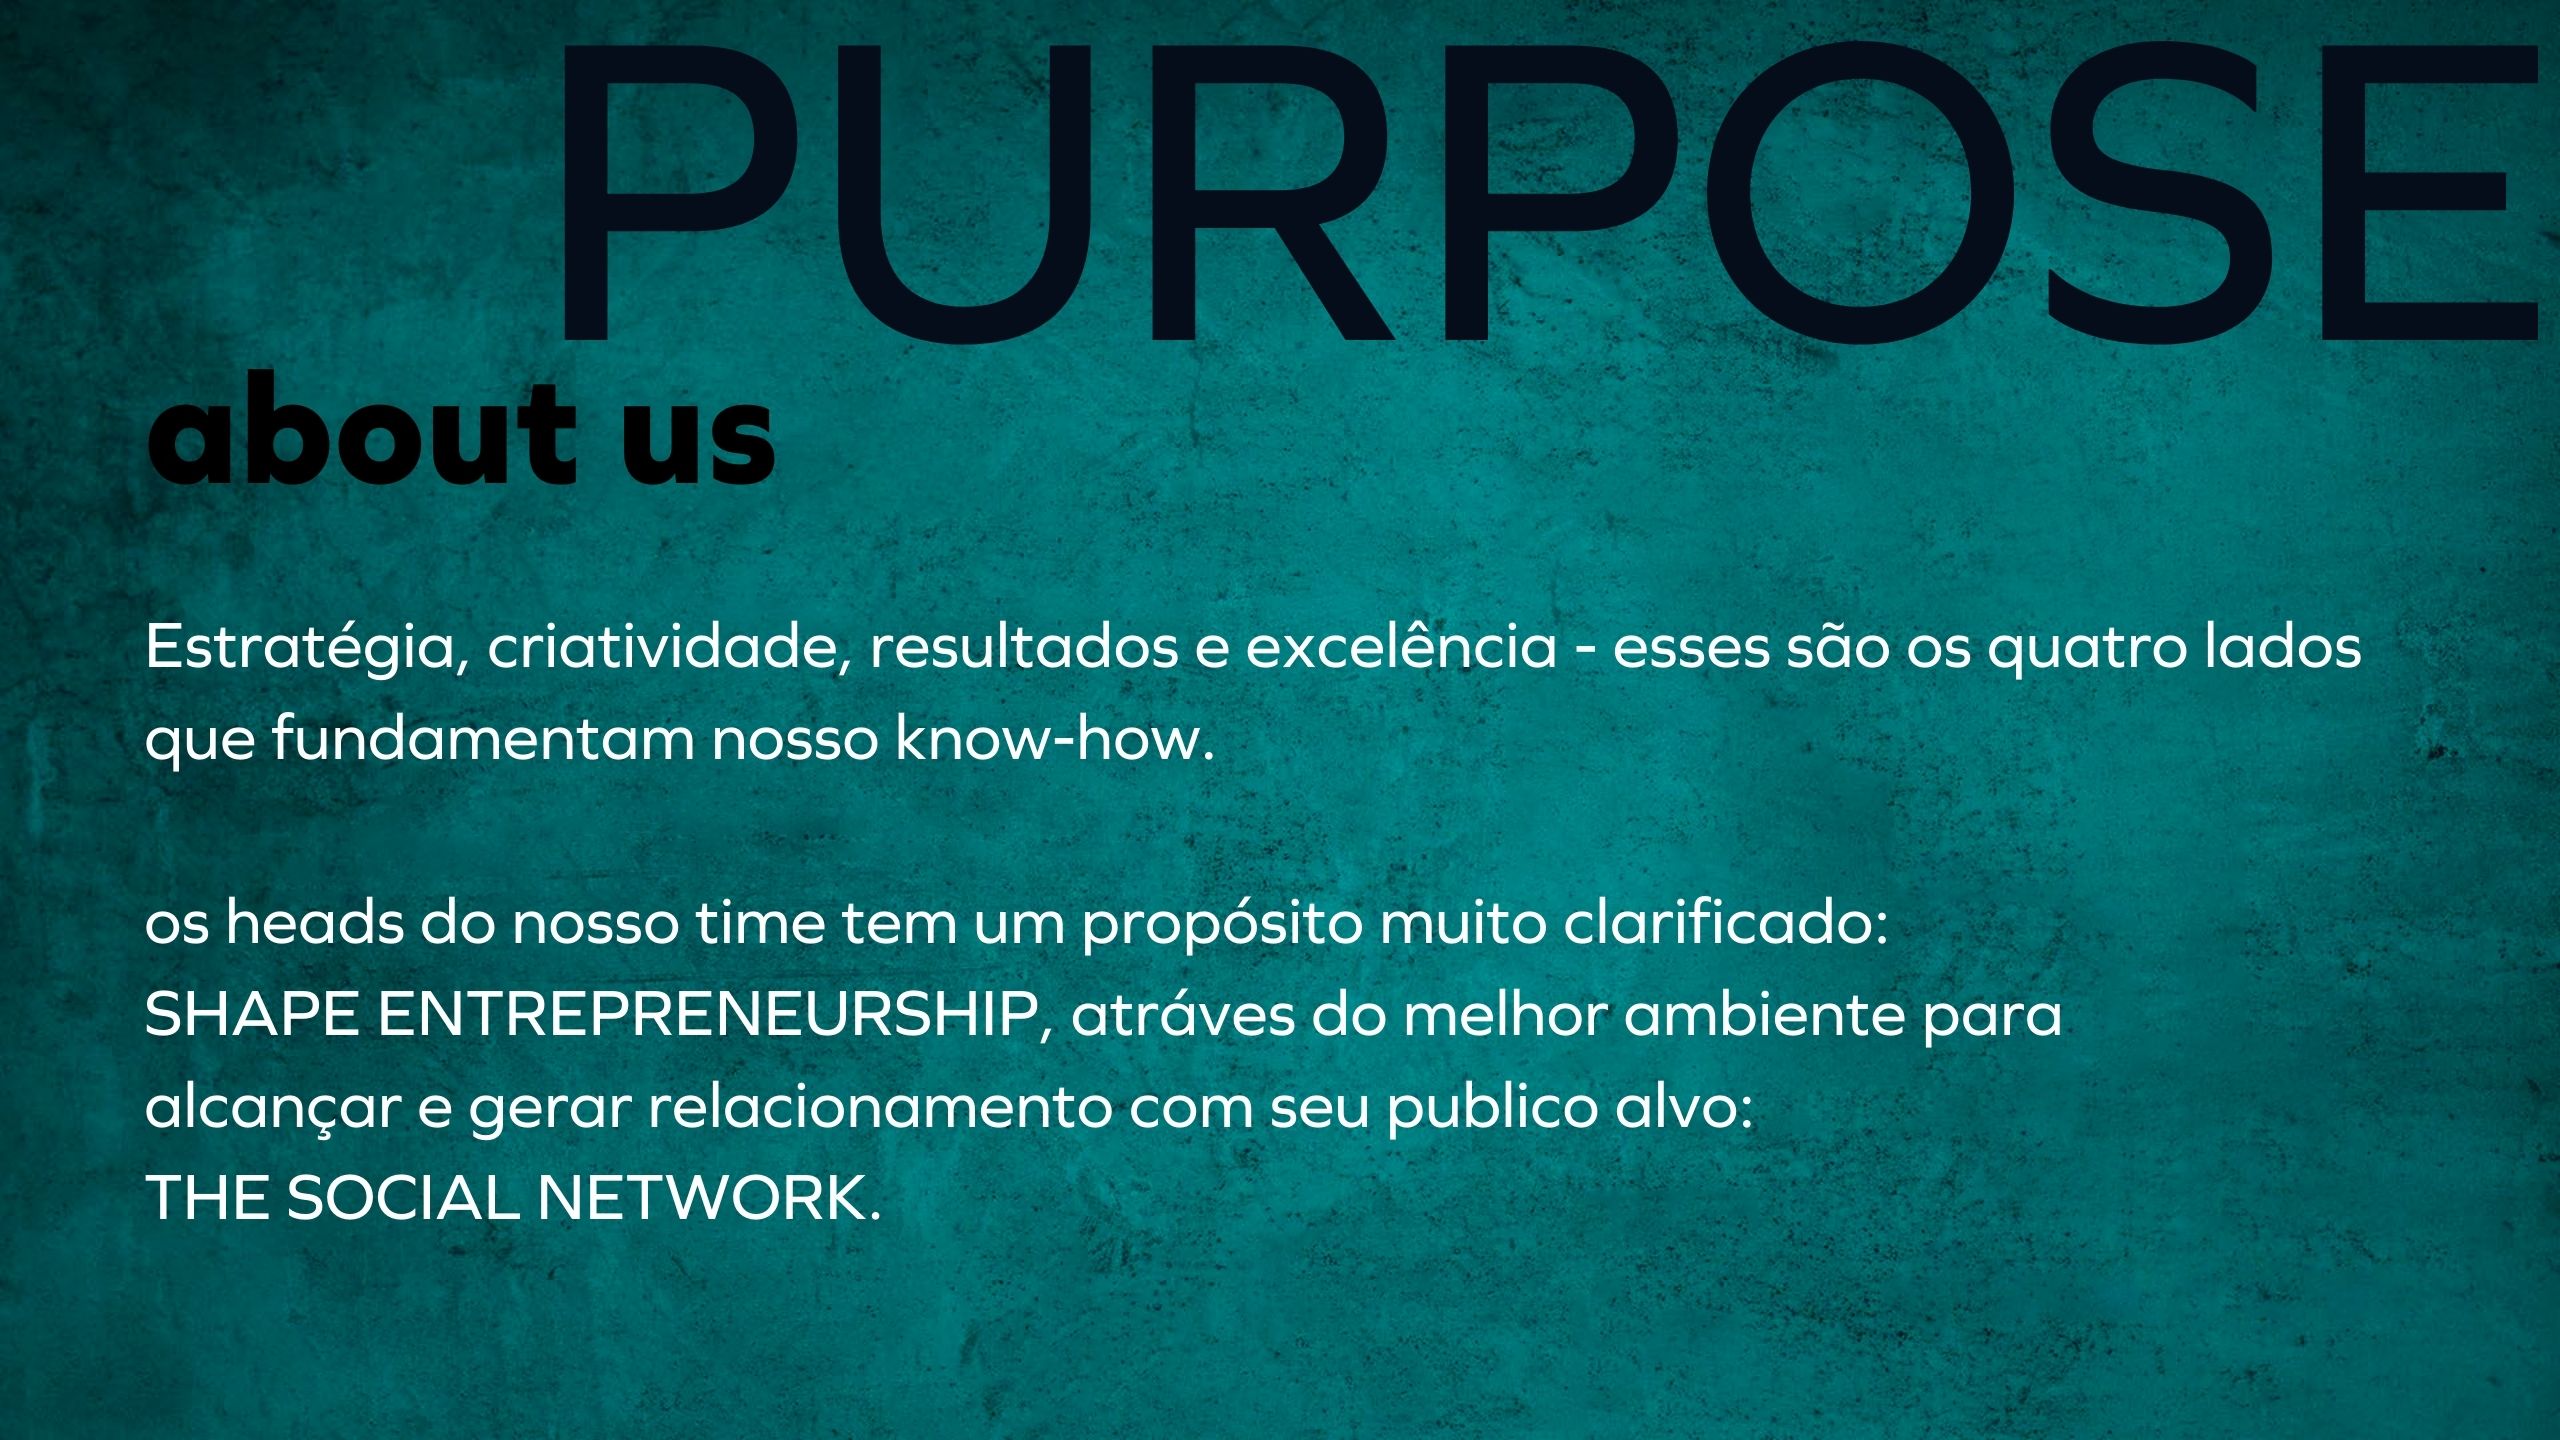 PURPOSE
about us
Estratégia, criatividade, resultados e excelência - esses são os quatro lados
que fundamentam nosso know-how.
os heads do nosso time tem um propósito muito clarificado:
SHAPE ENTREPRENEURSHIP, atráves do melhor ambiente para
alcançar e gerar relacionamento com seu publico alvo:
THE SOCIAL NETWORK.